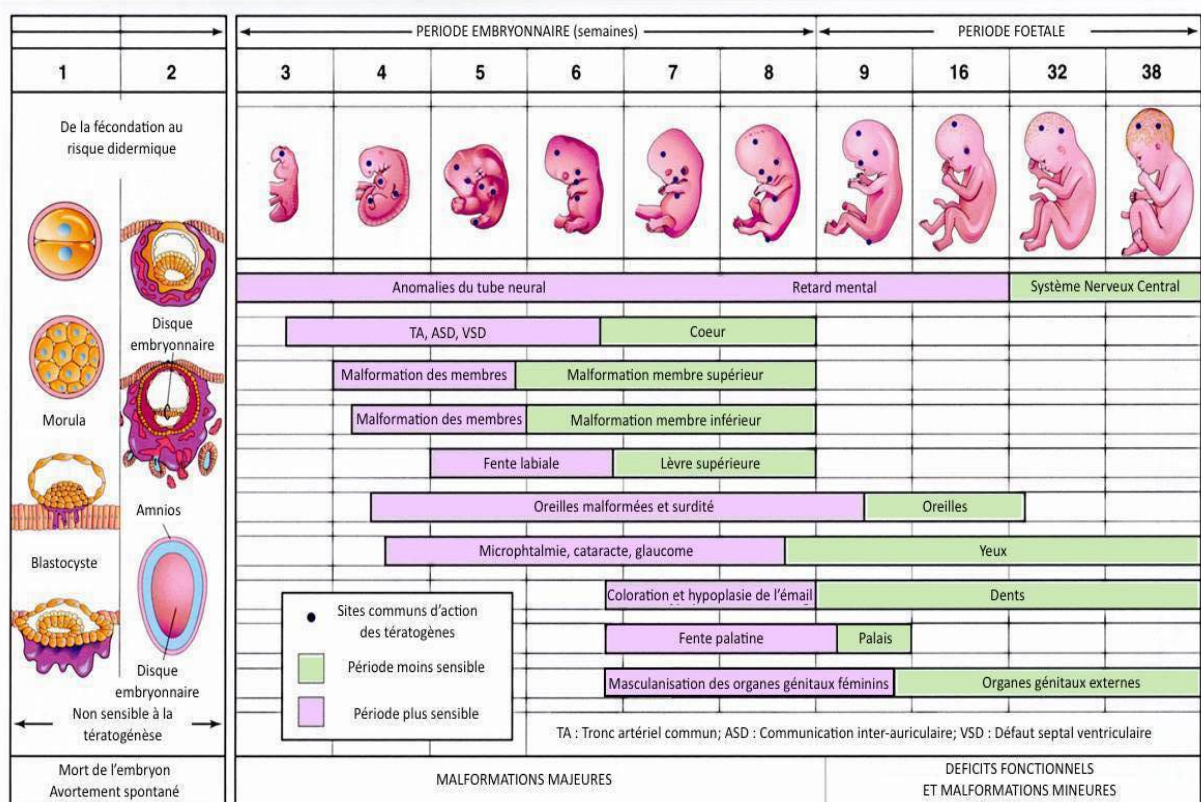 PERIODE EMBRYONNAIRE (semaines)
PERIODE FOETALE
1
2
3
4
5
6
7
8
9
16
32
38
De la fécondation au
risque didermique
Disque
embryonnaire
Morula
Amnios
Blastocyste
Disque
embryonnaire
Non sensible à la
tératogénèse
Anomalies du tube neural
Retard mental
Système Nerveux Central
TA, ASD, VSD
Coeur
Malformation des membres
Malformation membre supérieur
Malformation des membres
Malformation membre inférieur
Fente labiale
Lèvre supérieure
Oreilles malformées et surdité
Oreilles
Microphtalmie, cataracte, glaucome
Yeux
Coloration et hypoplasie de l'émail
Dents
Fente palatine
Palais
Masculanisation des organes génitaux féminins
Organes génitaux externes
Sites communs d'action
des tératogènes
Période moins sensible
Période plus sensible
TA : Tronc artériel commun; ASD : Communication inter-auriculaire; VSD : Défaut septal ventriculaire
Mort de l'embryon
Avortement spontané
MALFORMATIONS MAJEURES
DEFICITS FONCTIONNELS
ET MALFORMATIONS MINEURES